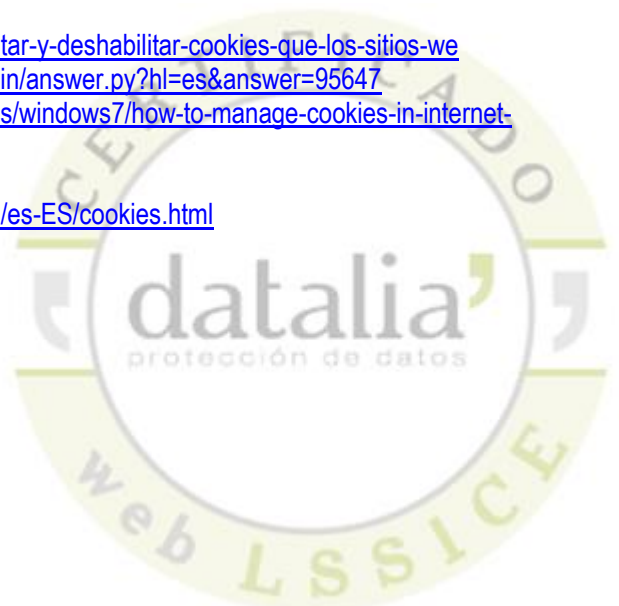 tar-y-deshabilitar-cookies-que-los-sitios-we
in/answer.py?hl=es&answer=95647
s/windows7/how-to-manage-cookies-in-internet-
/es-ES/cookies.html
CERTIFICADO
datalia
protección de datos
web LSSICE